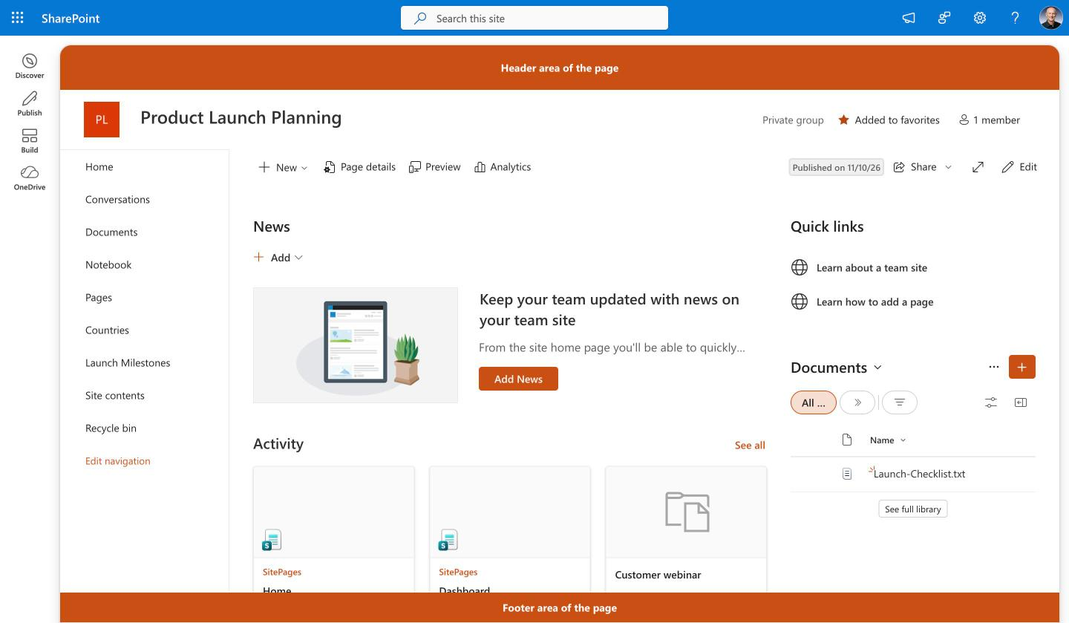 SharePoint
Search this site
Discover
Publish
Build
OneDrive
Header area of the page
PL
Product Launch Planning
Private group
Added to favorites
1 member
Home
Conversations
Documents
Notebook
Pages
Countries
Launch Milestones
Site contents
Recycle bin
Edit navigation
New
Page details
Preview
Analytics
Published on 11/10/26
Share
Edit
News
Add
Keep your team updated with news on
your team site
From the site home page you'll be able to quickly...
Add News
Activity
See all
SitePages
Home
SitePages
Dashboard
Customer webinar
Quick links
Learn about a team site
Learn how to add a page
Documents
All ...
Name
Launch-Checklist.txt
See full library
Footer area of the page